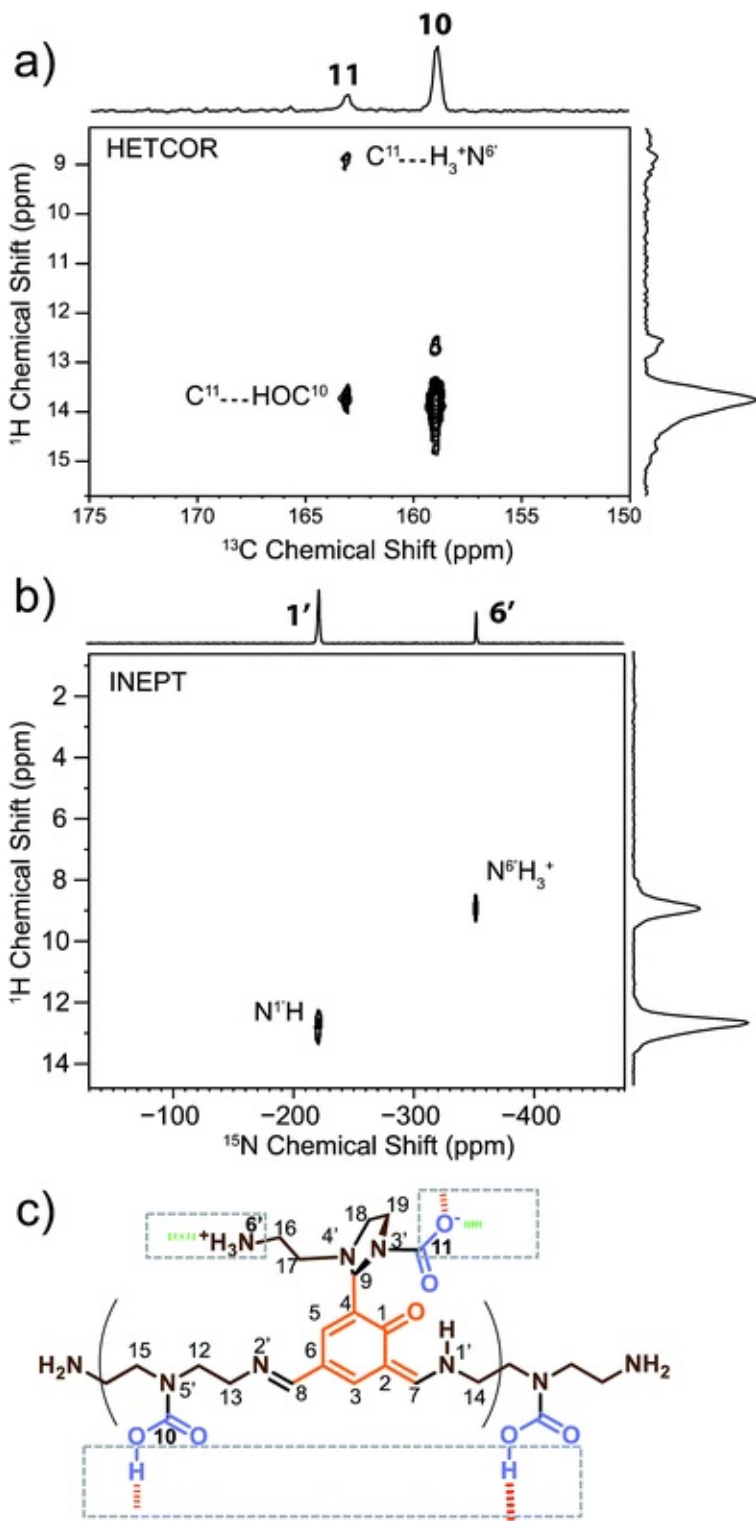 a)
11
10
HETCOR
C¹¹---H₃⁺N⁶'
C¹¹---HOC¹⁰
9
10
11
12
13
14
15
¹H Chemical Shift (ppm)
175 170 165 160 155 150
¹³C Chemical Shift (ppm)
b)
1' 6'
INEPT
N⁶'H₃⁺
N¹'H
2
4
6
8
10
12
14
¹H Chemical Shift (ppm)
−100 −200 −300 −400
¹⁵N Chemical Shift (ppm)
c)
6' 16 18 19
⁺H₃N 4' N N 3' 11 O⁻
17 9 O
4
5 1 O
H
15 12 2' 6 N 1'
H₂N N N 2 N NH₂
5' 13 8 3 7 14
O 10 O O O
H H